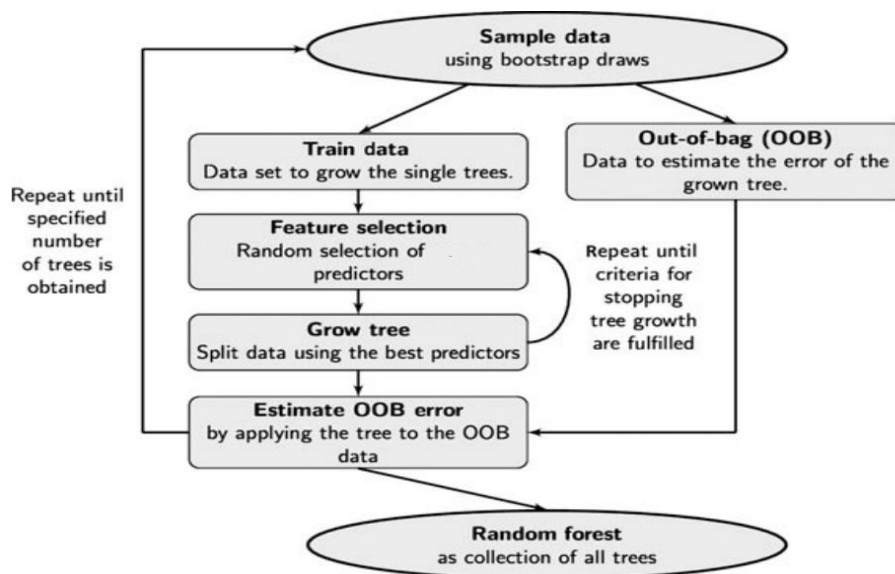 Sample data
using bootstrap draws
Train data
Data set to grow the single trees.
Out-of-bag (OOB)
Data to estimate the error of the
grown tree.
Repeat until
specified
number
of trees is
obtained
Feature selection
Random selection of
predictors
Repeat until
criteria for
stopping
tree growth
are fulfilled
Grow tree
Split data using the best predictors
Estimate OOB error
by applying the tree to the OOB
data
Random forest
as collection of all trees